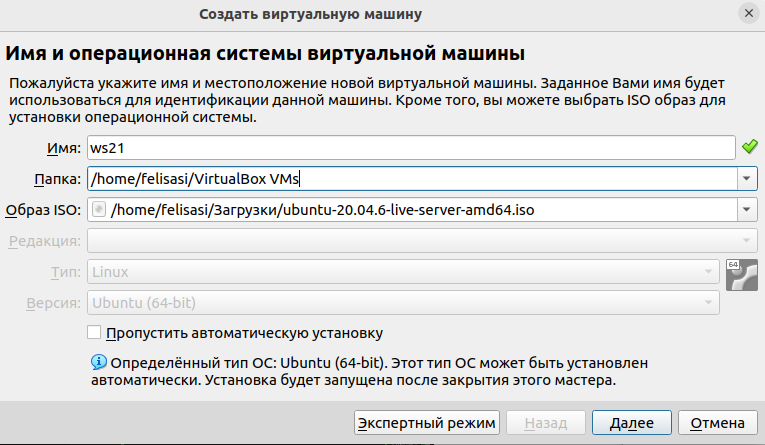 Создать виртуальную машину
Имя и операционная системы виртуальной машины
Пожалуйста укажите имя и местоположение новой виртуальной машины. Заданное Вами имя будет
использоваться для идентификации данной машины. Кроме того, вы можете выбрать ISO образ для
установки операционной системы.
Имя: ws21
Папка: /home/felisasi/VirtualBox VMs
Образ ISO: /home/felisasi/Загрузки/ubuntu-20.04.6-live-server-amd64.iso
Редакция:
Тип: Linux 64
Версия: Ubuntu (64-bit)
Пропустить автоматическую установку
Определённый тип ОС: Ubuntu (64-bit). Этот тип ОС может быть установлен
автоматически. Установка будет запущена после закрытия этого мастера.
Экспертный режим Назад Далее Отмена